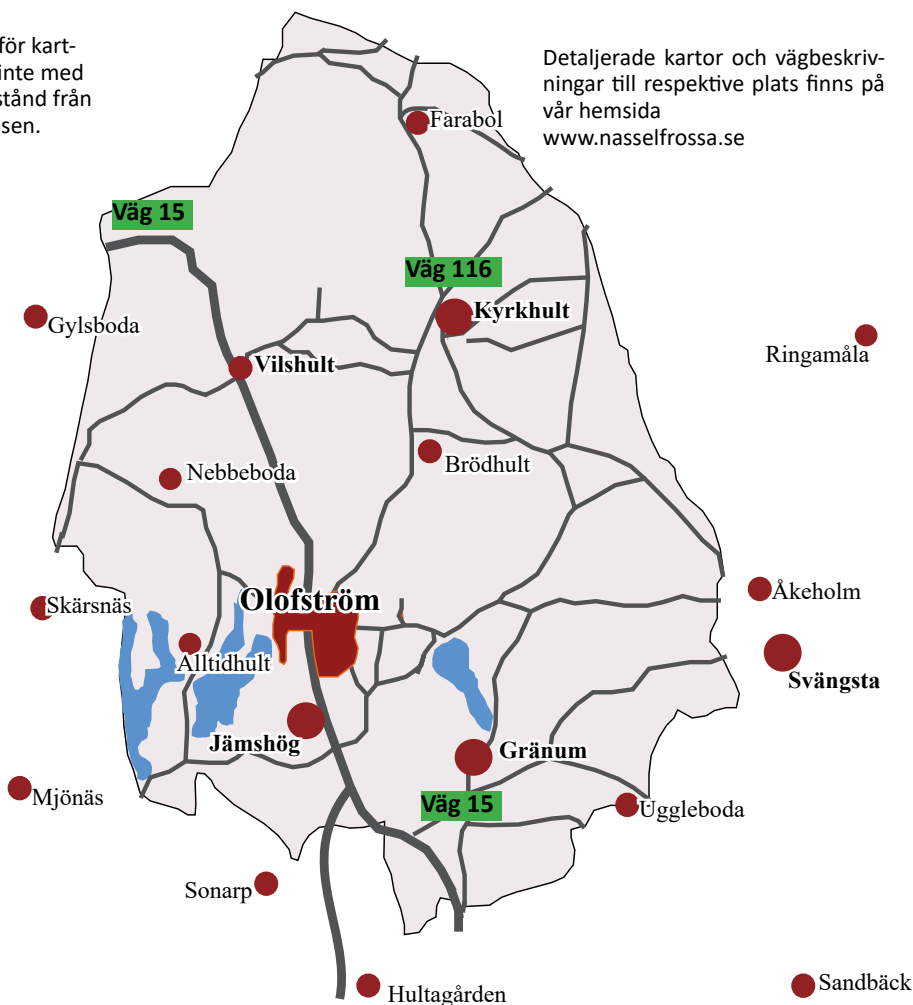 för kart-
inte med
stånd från
sen.
Detaljerade kartor och vägbeskriv-
ningar till respektive plats finns på
vår hemsida
www.nasselfrossa.se
Farabol
Väg 15
Väg 116
Kyrkhult
Gylsboda
Ringamåla
Vilshult
Brödhult
Nebbeboda
Åkeholm
Olofström
Skärsnäs
Alltidhult
Svängsta
Jämshög
Gränum
Mjönäs
Väg 15
Uggleboda
Sonarp
Sandbäck
Hultagården